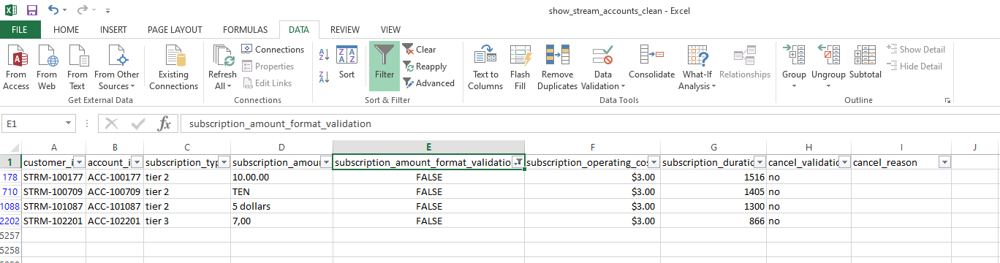 show_stream_accounts_clean - Excel
FILE HOME INSERT PAGE LAYOUT FORMULAS DATA REVIEW VIEW
From Access
From Web
From Text
From Other Sources
Existing Connections
Get External Data
Refresh All
Connections
Properties
Edit Links
Connections
Sort
Filter
Clear
Reapply
Advanced
Sort & Filter
Text to Columns
Flash Fill
Remove Duplicates
Data Validation
Consolidate
What-If Analysis
Relationships
Data Tools
Group
Ungroup
Subtotal
Show Detail
Hide Detail
Outline
E1 fx subscription_amount_format_validation
A B C D E F G H I J
1 customer_i account_i subscription_typ subscription_amou subscription_amount_format_validatio subscription_operating_cos subscription_duratio cancel_validatio cancel_reason
178 STRM-100177 ACC-100177 tier 2 10.00.00 FALSE $3.00 1516 no
710 STRM-100709 ACC-100709 tier 2 TEN FALSE $3.00 1405 no
1088 STRM-101087 ACC-101087 tier 2 5 dollars FALSE $3.00 1300 no
2202 STRM-102201 ACC-102201 tier 3 7,00 FALSE $3.00 866 no
5257
5258